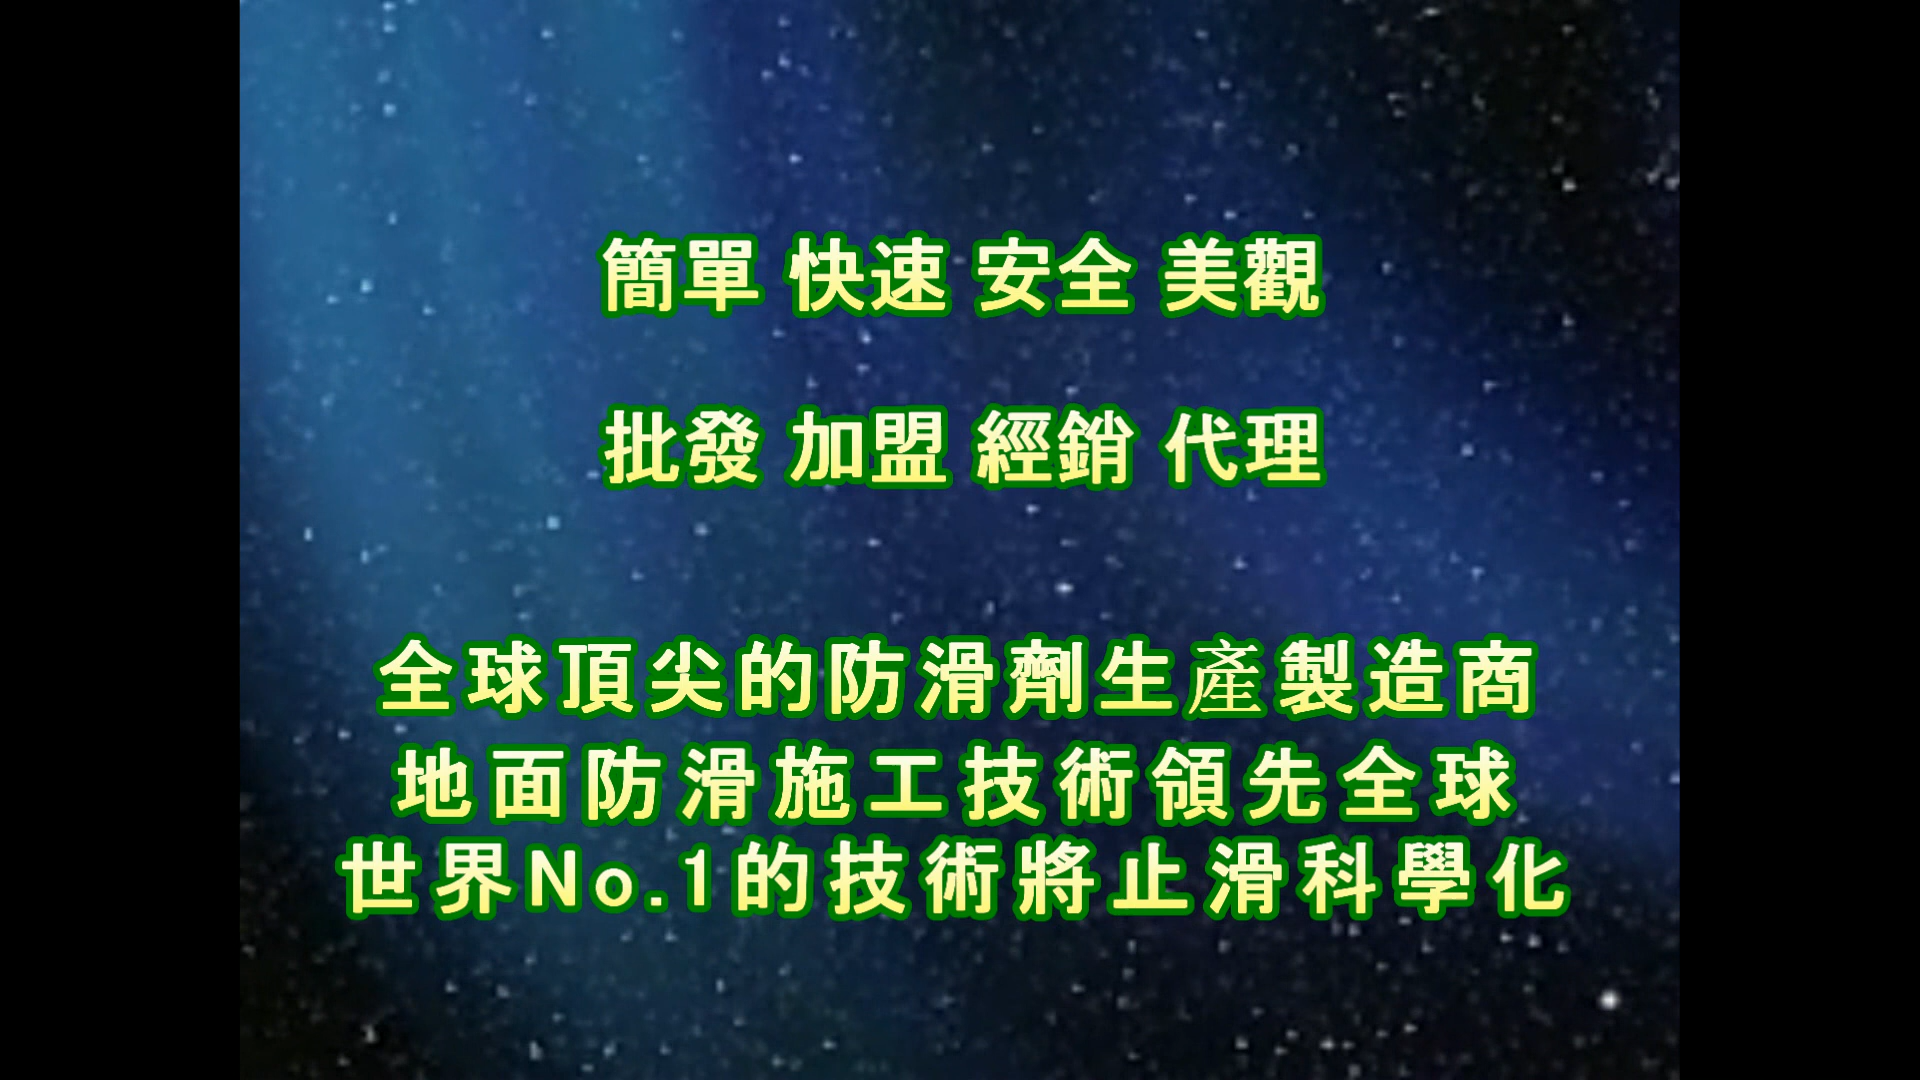 簡單 快速 安全 美觀
批發 加盟 經銷 代理
全球頂尖的防滑劑生產製造商
地面防滑施工技術領先全球
世界No.1的技術將止滑科學化